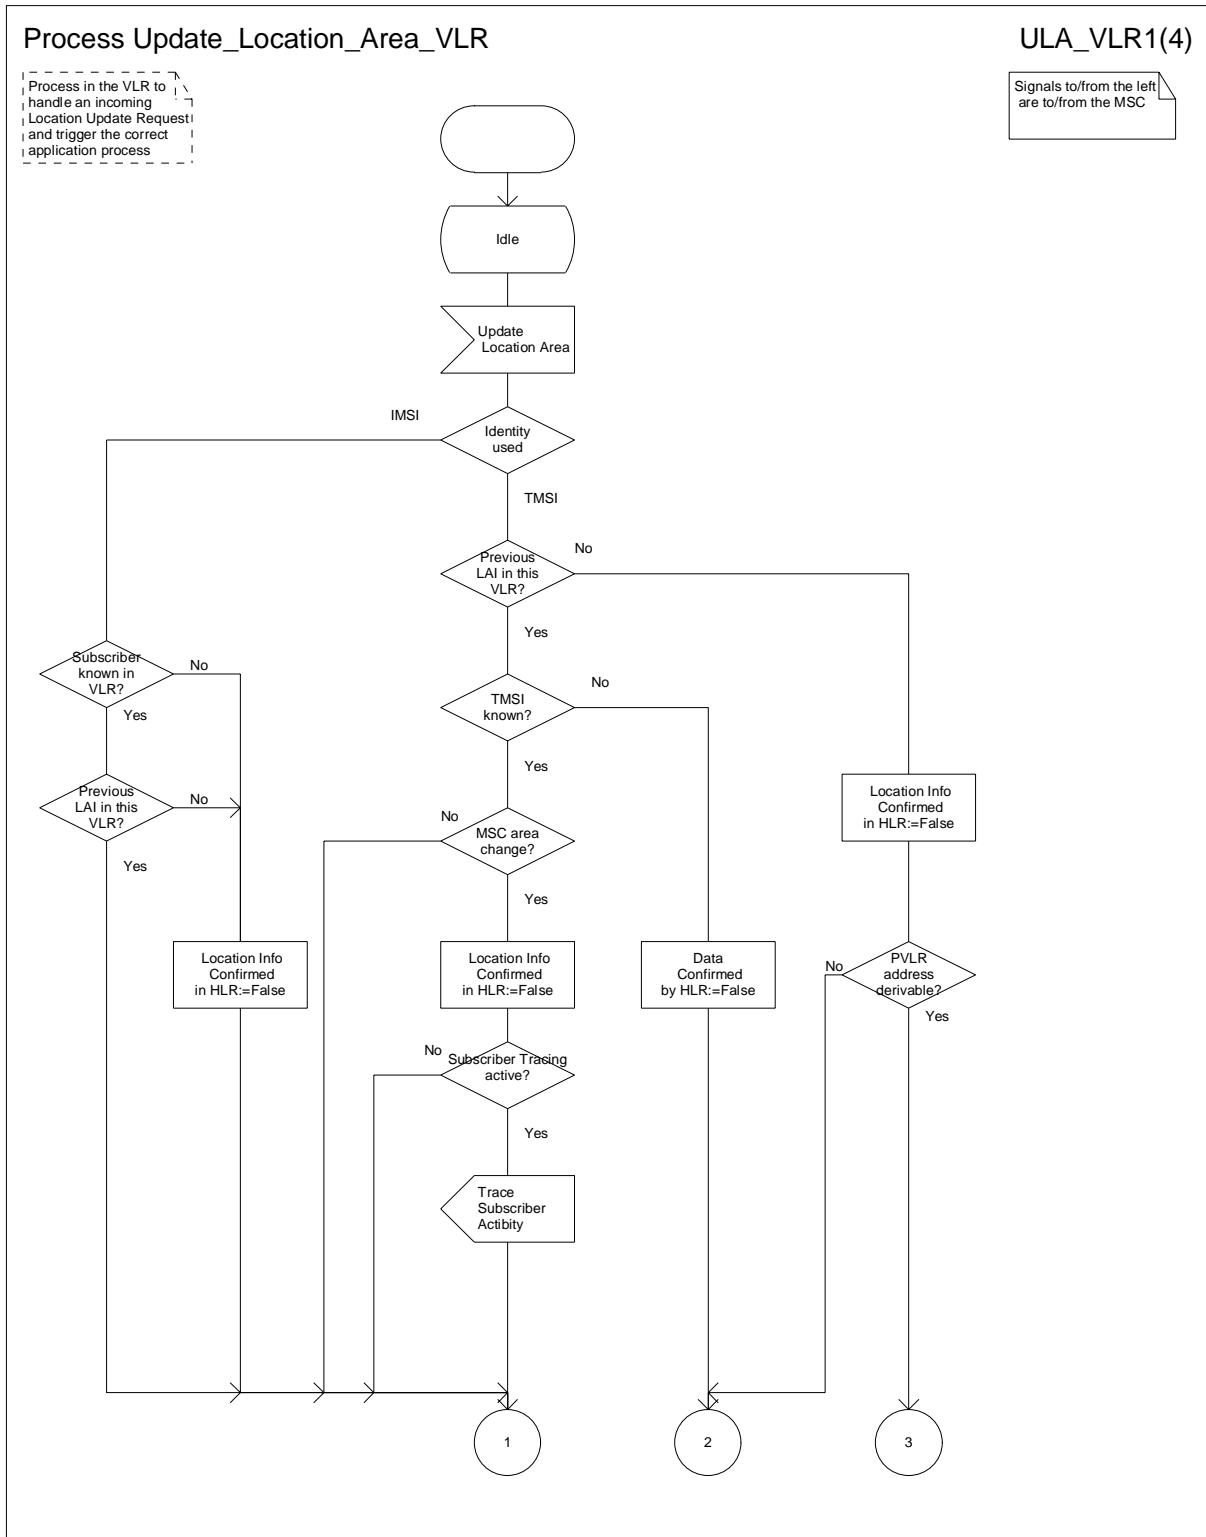 Process Update_Location_Area_VLR
ULA_VLR1(4)
Process in the VLR to
handle an incoming
Location Update Request
and trigger the correct
application process
Signals to/from the left
are to/from the MSC
Idle
Update
Location Area
IMSI
Identity
used
TMSI
Previous
LAI in this
VLR?
No
Yes
Subscriber
known in
VLR?
No
Yes
TMSI
known?
No
Yes
Previous
LAI in this
VLR?
No
Yes
No
MSC area
change?
Yes
Location Info
Confirmed
in HLR:=False
Location Info
Confirmed
in HLR:=False
Location Info
Confirmed
in HLR:=False
Data
Confirmed
by HLR:=False
No
PVLR
address
derivable?
Yes
No
Subscriber Tracing
active?
Yes
Trace
Subscriber
Actibity
1
2
3